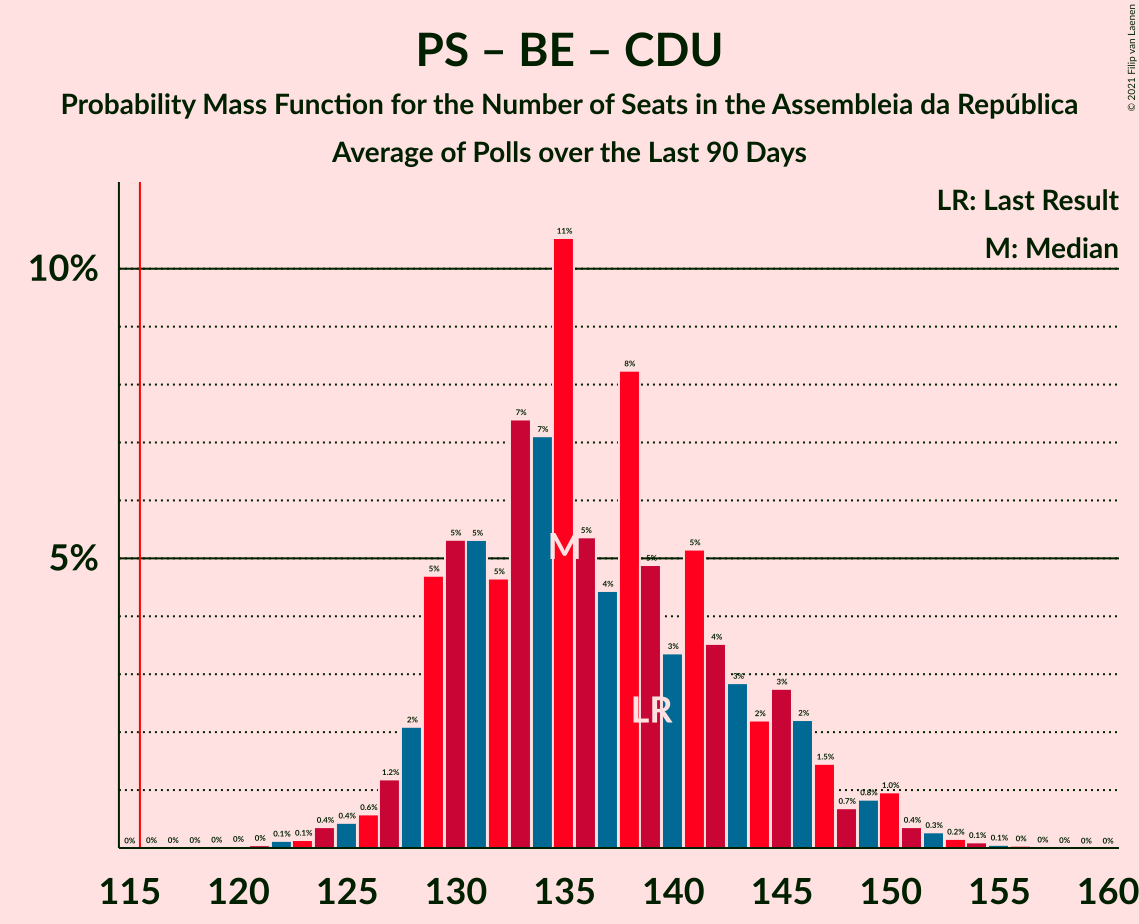 PS – BE – CDU
Probability Mass Function for the Number of Seats in the Assembleia da República
Average of Polls over the Last 90 Days
© 2021 Filip van Laenen
LR: Last Result
M: Median
10%
5%
0% 0% 0% 0% 0% 0% 0% 0.1% 0.1% 0.4% 0.4% 0.6% 1.2% 2% 5% 5% 5% 5% 7% 7% 11% 5% 4% 8% 5% 3% 5% 4% 3% 2% 3% 2% 1.5% 0.7% 0.8% 1.0% 0.4% 0.3% 0.2% 0.1% 0.1% 0% 0% 0% 0% 0%
M
LR
115 120 125 130 135 140 145 150 155 160